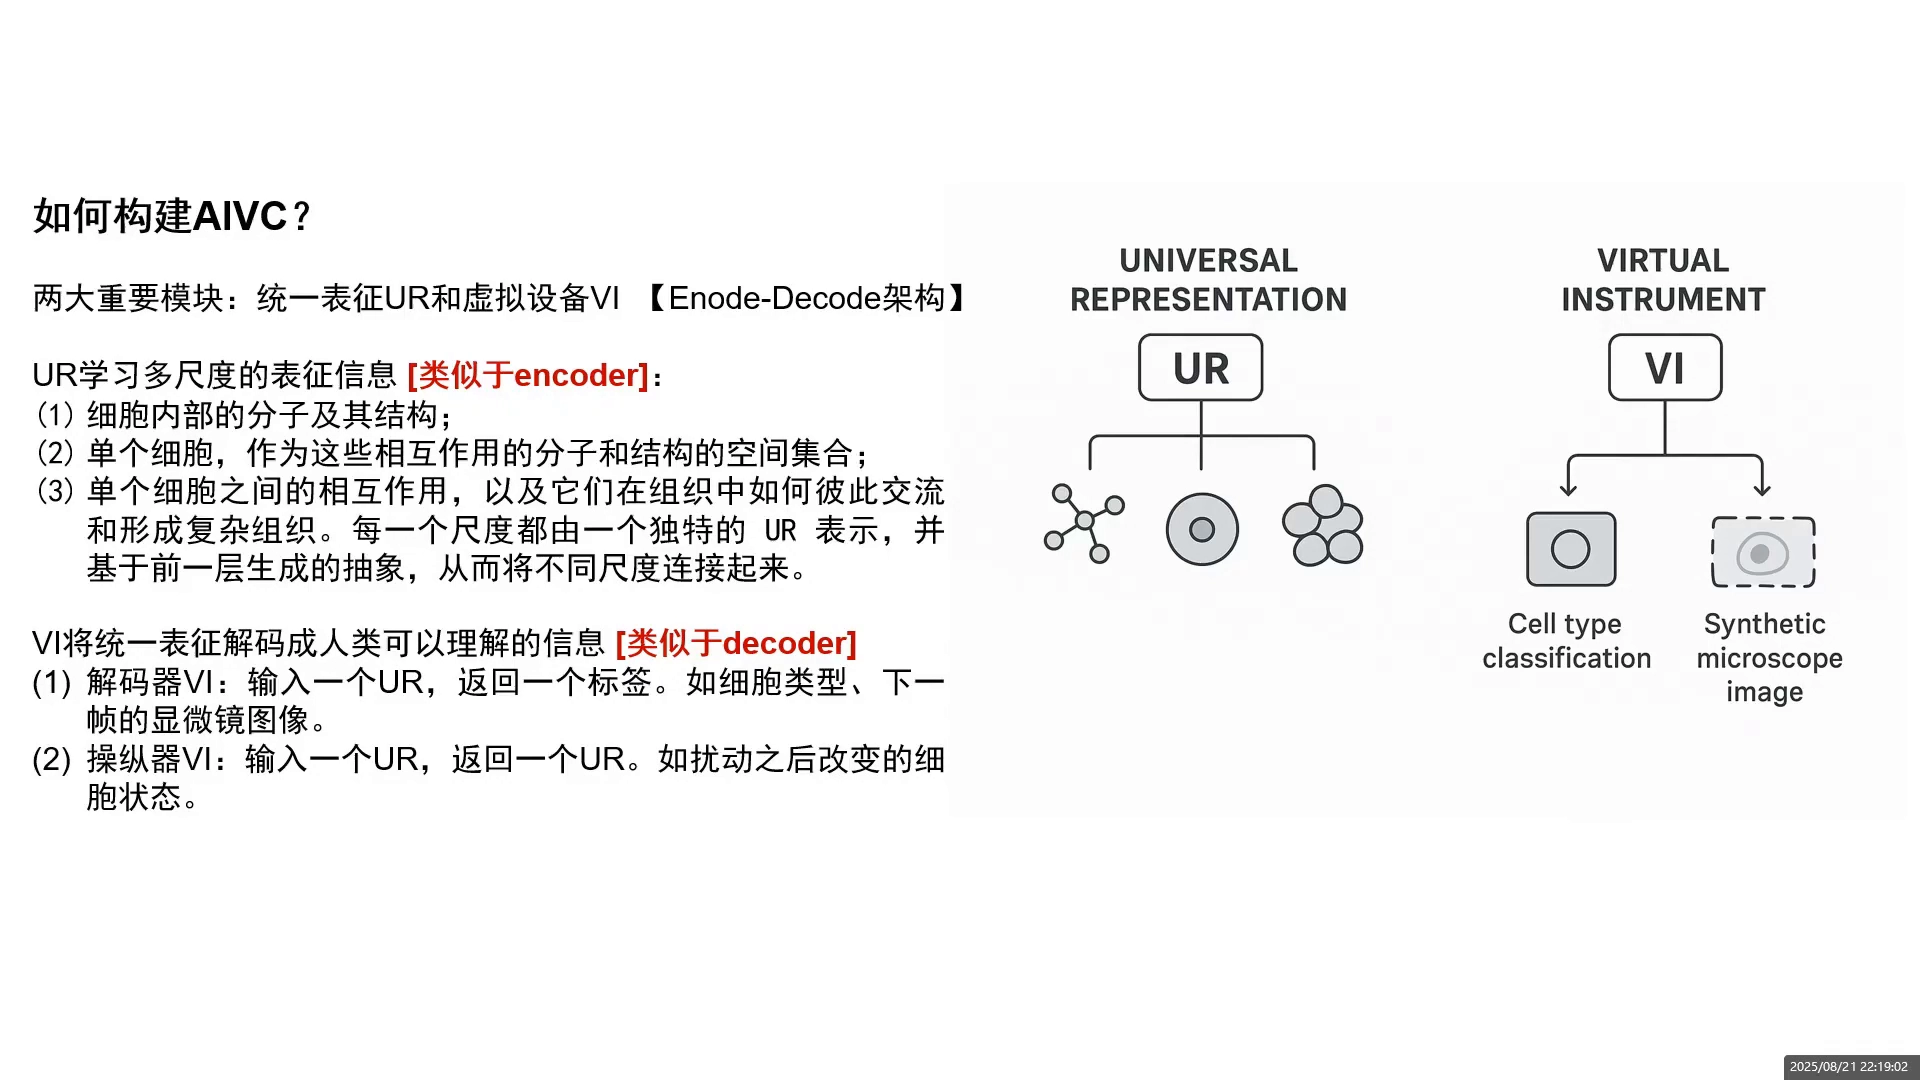 如何构建AIVC？
两大重要模块：统一表征UR和虚拟设备VI 【Enode-Decode架构】
UR学习多尺度的表征信息 [类似于encoder]：
(1) 细胞内部的分子及其结构；
(2) 单个细胞，作为这些相互作用的分子和结构的空间集合；
(3) 单个细胞之间的相互作用，以及它们在组织中如何彼此交流
和形成复杂组织。每一个尺度都由一个独特的 UR 表示，并
基于前一层生成的抽象，从而将不同尺度连接起来。
VI将统一表征解码成人类可以理解的信息 [类似于decoder]
(1) 解码器VI：输入一个UR，返回一个标签。如细胞类型、下一
帧的显微镜图像。
(2) 操纵器VI：输入一个UR，返回一个UR。如扰动之后改变的细
胞状态。
UNIVERSAL
REPRESENTATION
UR
VIRTUAL
INSTRUMENT
VI
Cell type
classification
Synthetic
microscope
image
2025/08/21 22:19:02